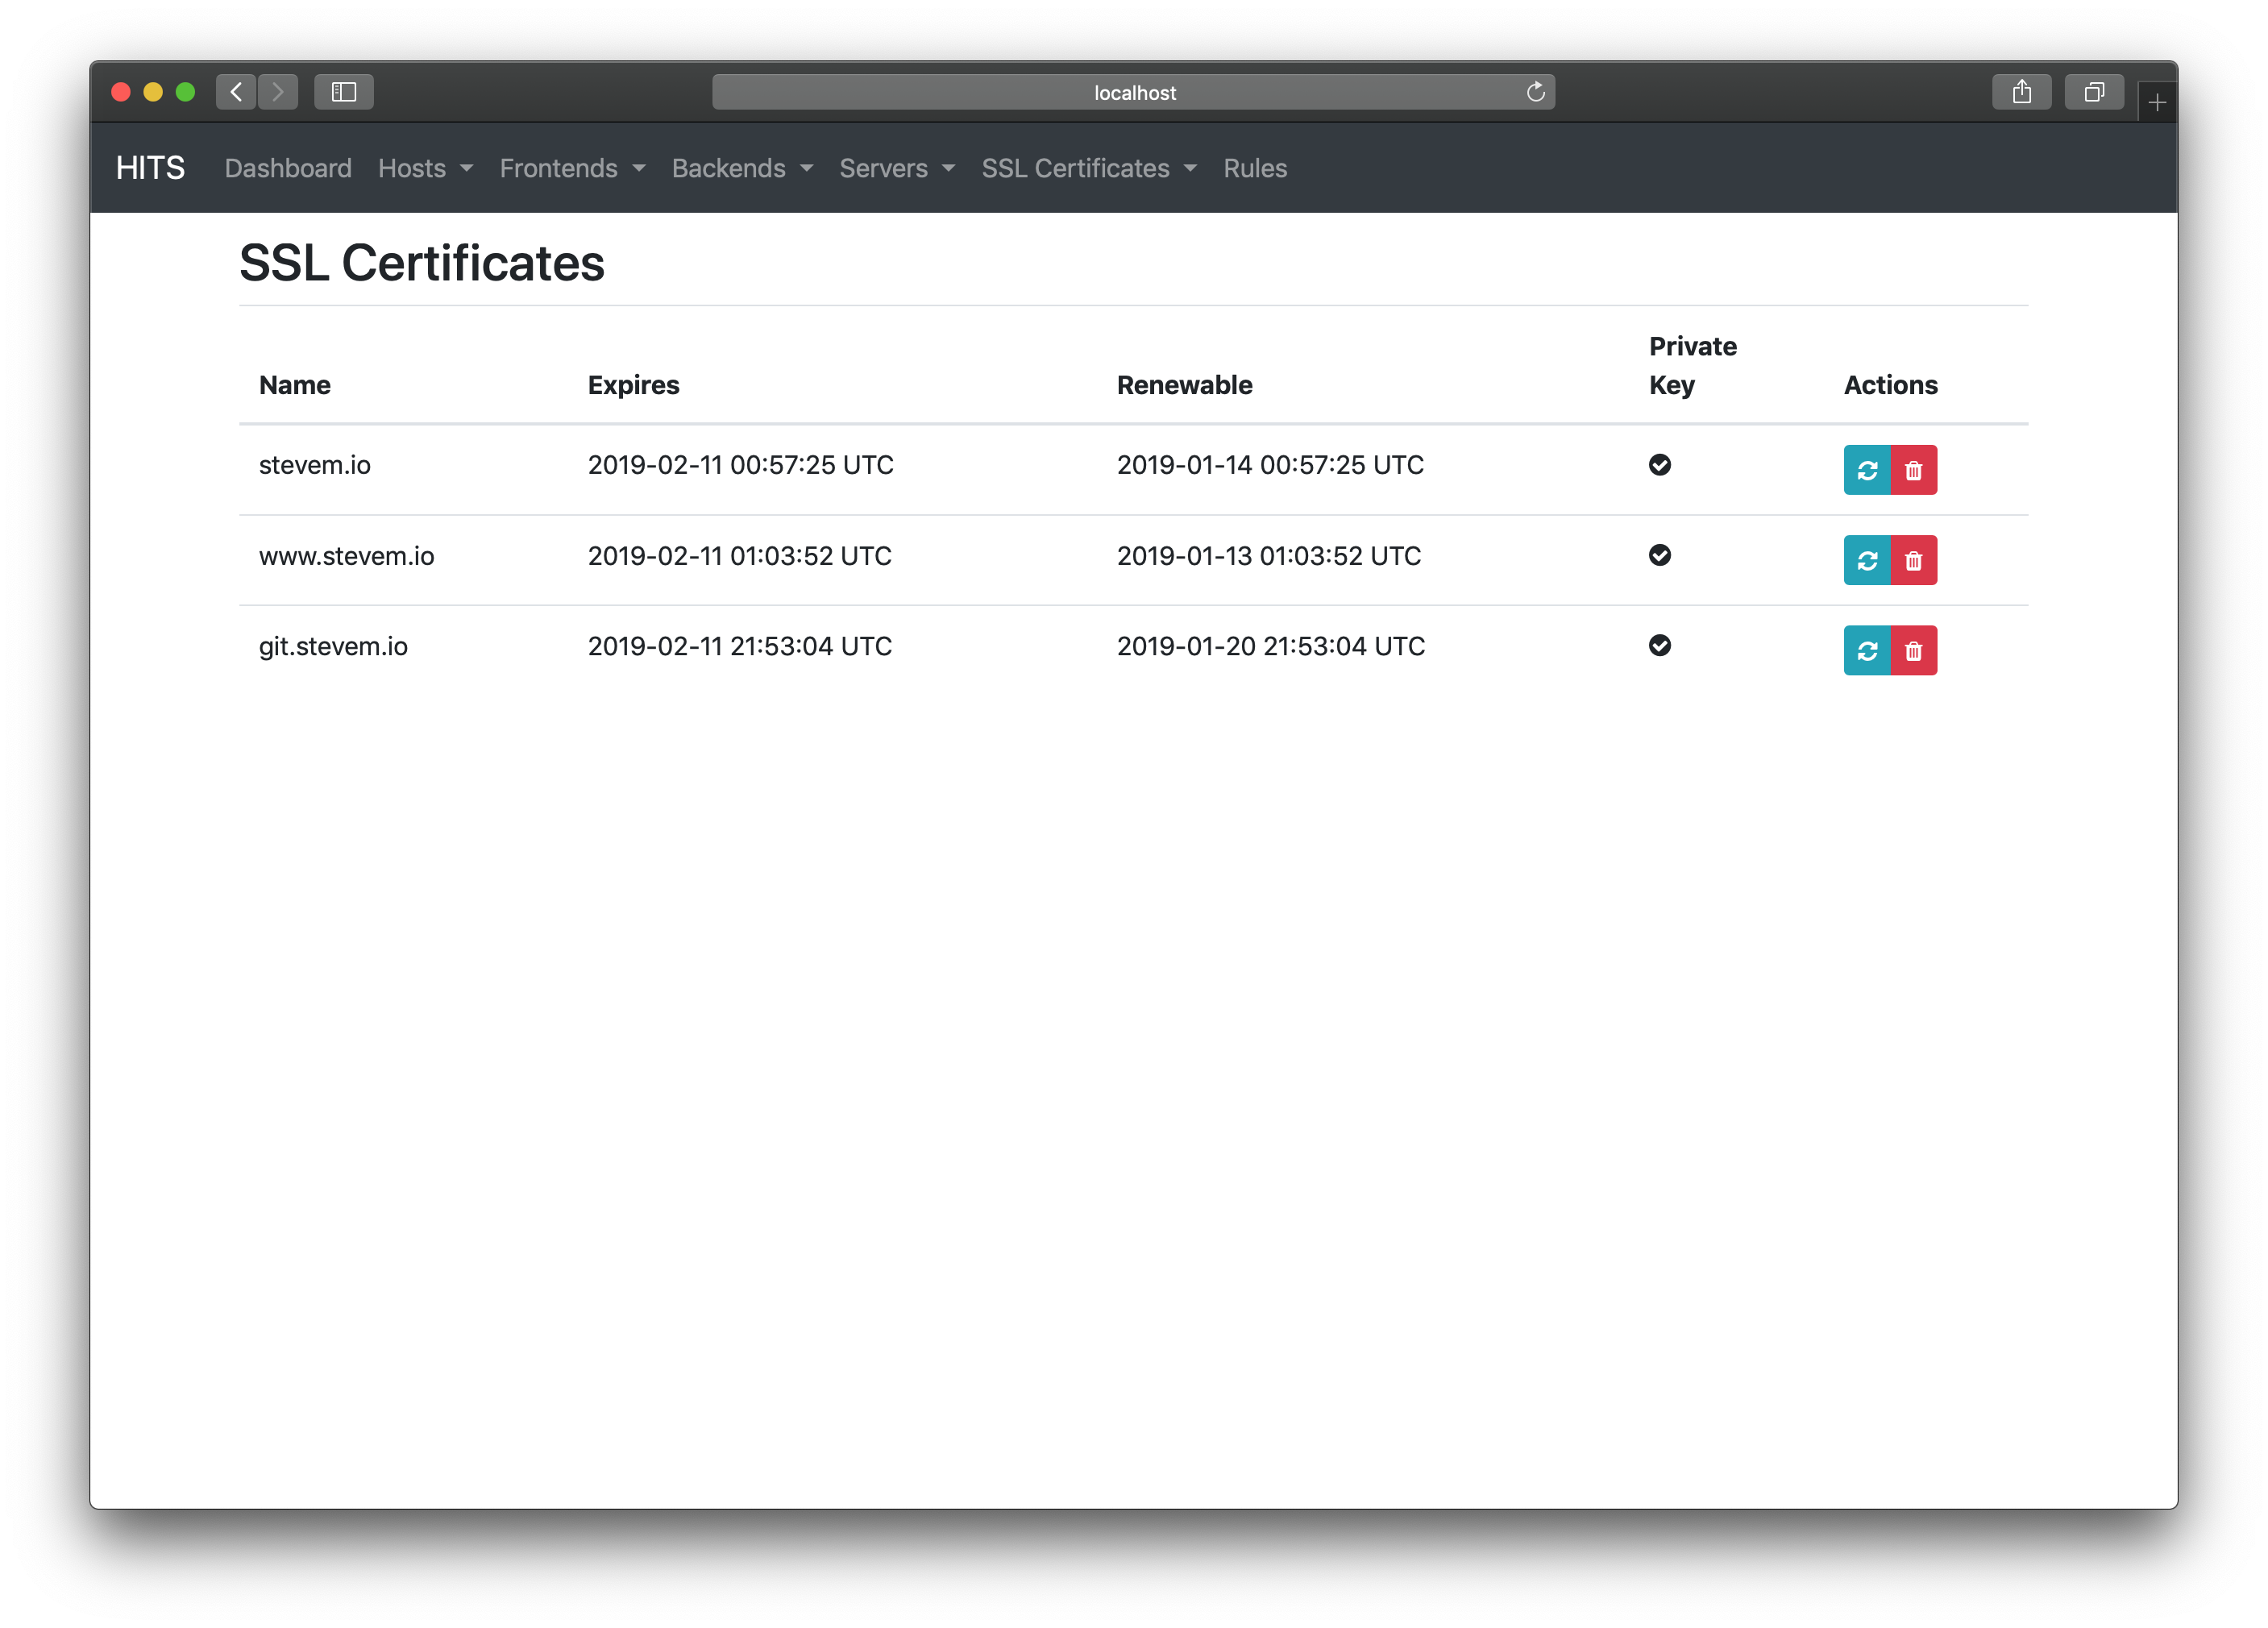 localhost
HITS Dashboard Hosts Frontends Backends Servers SSL Certificates Rules
SSL Certificates
Name Expires Renewable Private Key Actions
stevem.io 2019-02-11 00:57:25 UTC 2019-01-14 00:57:25 UTC
www.stevem.io 2019-02-11 01:03:52 UTC 2019-01-13 01:03:52 UTC
git.stevem.io 2019-02-11 21:53:04 UTC 2019-01-20 21:53:04 UTC